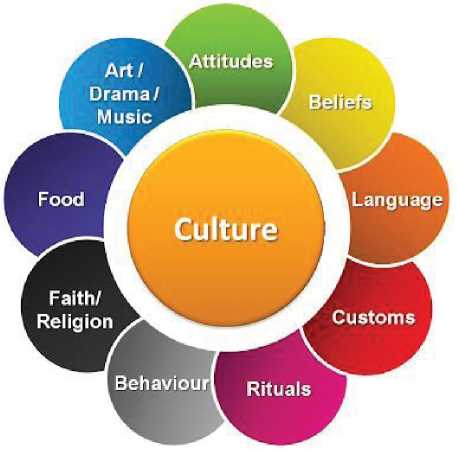 Attitudes
Beliefs
Language
Customs
Rituals
Behaviour
Faith/
Religion
Food
Art /
Drama /
Music
Culture